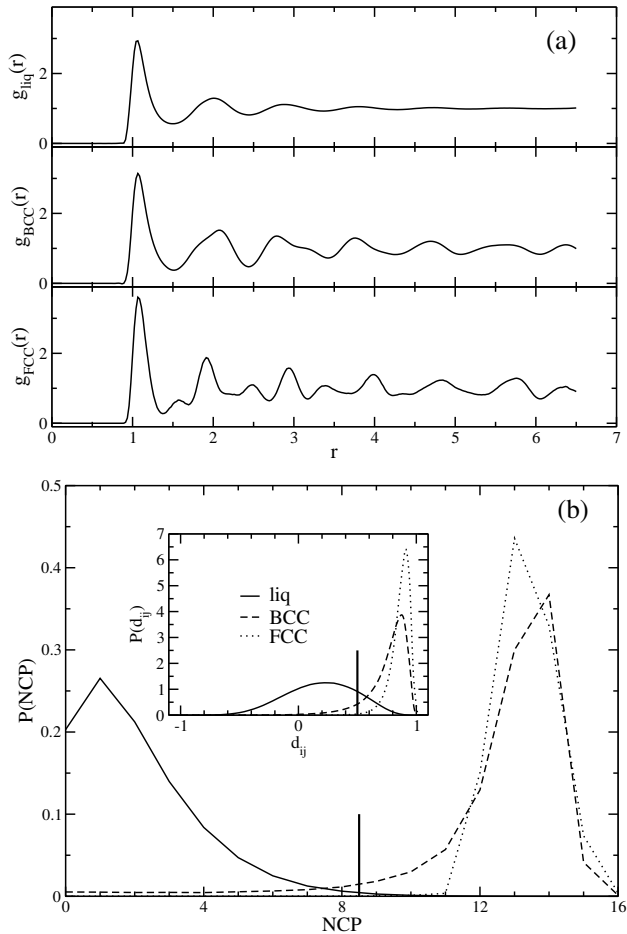 (a)
g_liq(r)
2
0
g_BCC(r)
2
0
g_FCC(r)
2
0
0 1 2 3 4 5 6 7
r
(b)
P(NCP)
0.5
0.4
0.3
0.2
0.1
0
0 4 8 12 16
NCP
P(d_ij)
7
6
5
4
3
2
1
0
-1 0 1
d_ij
liq
BCC
FCC